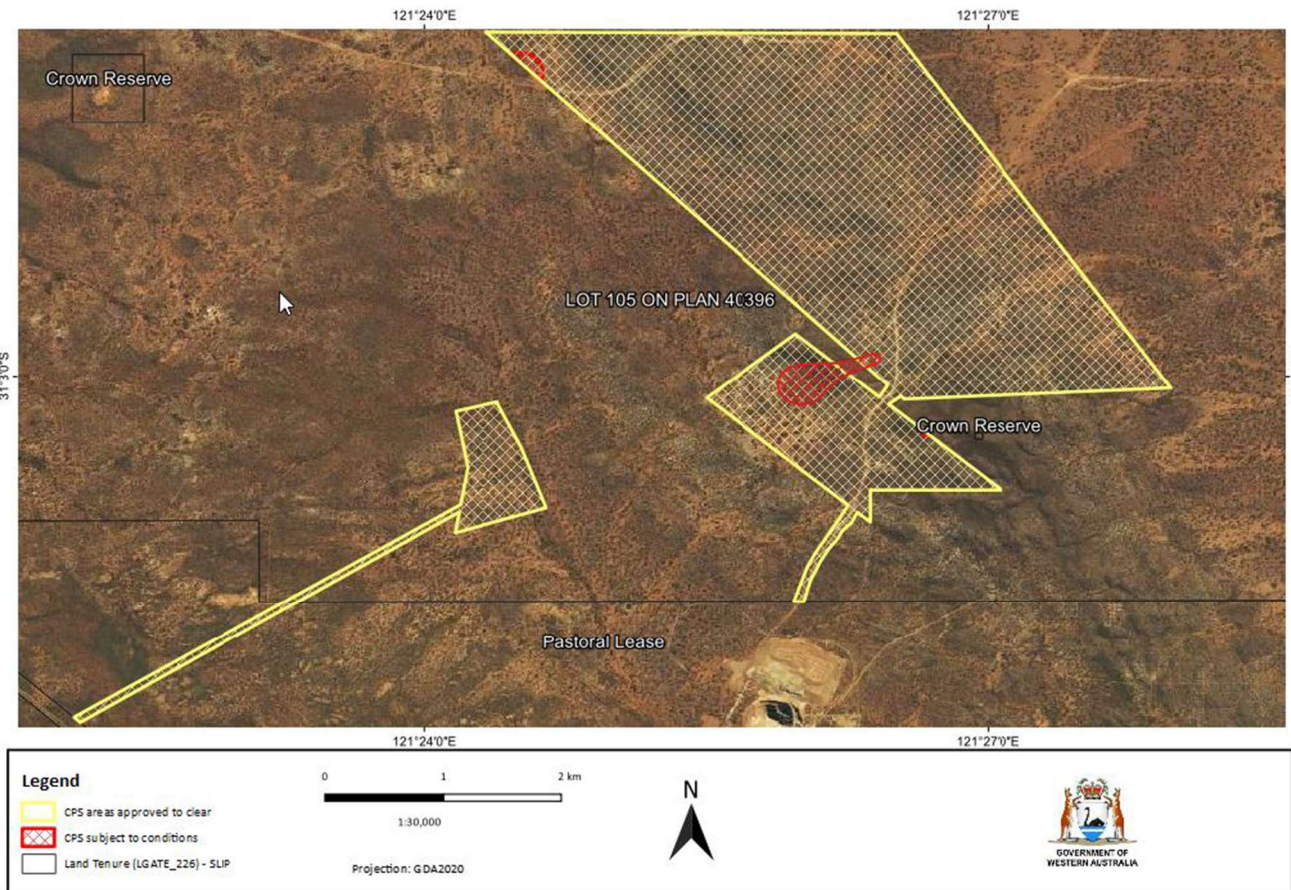 121°24'0"E
121°27'0"E
Crown Reserve
LOT 105 ON PLAN 40396
31°3'0"S
Crown Reserve
Pastoral Lease
121°24'0"E
121°27'0"E
Legend
CPS areas approved to clear
CPS subject to conditions
Land Tenure (LGATE_226) - SLIP
0 1 2 km
1:30,000
Projection: GDA2020
N
GOVERNMENT OF
WESTERN AUSTRALIA